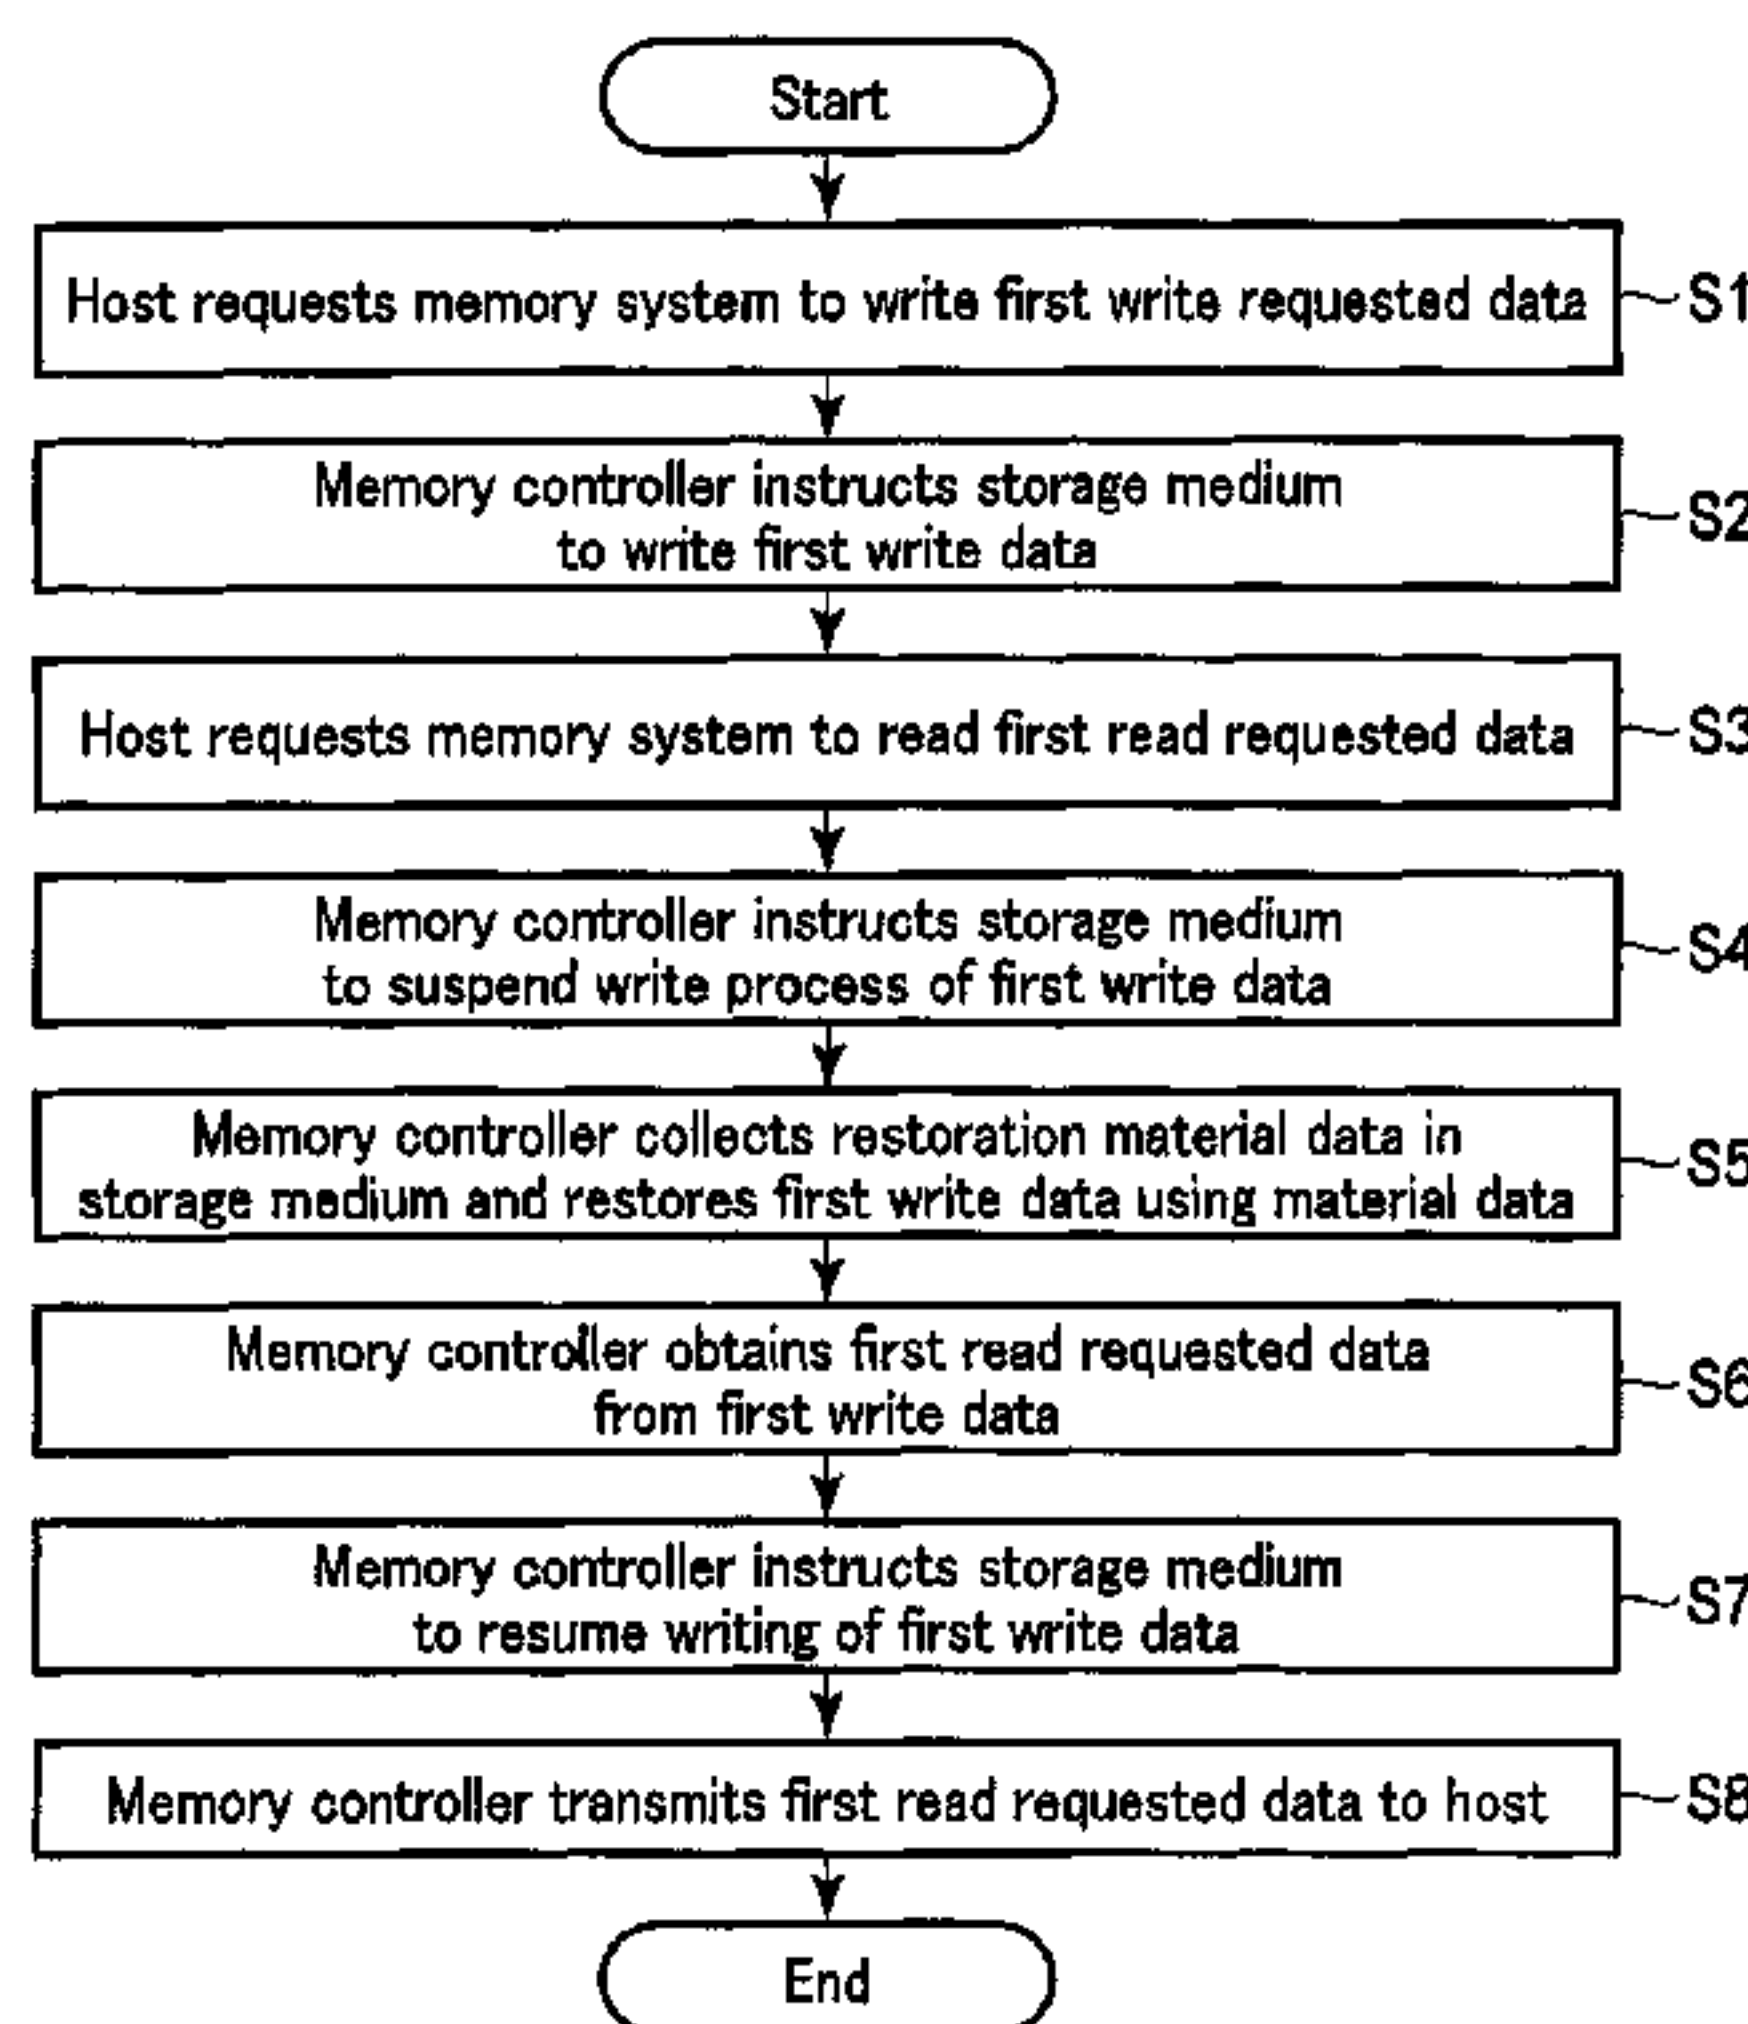 Start
Host requests memory system to write first write requested data
S1
Memory controller instructs storage medium
to write first write data
S2
Host requests memory system to read first read requested data
S3
Memory controller instructs storage medium
to suspend write process of first write data
S4
Memory controller collects restoration material data in
storage medium and restores first write data using material data
S5
Memory controller obtains first read requested data
from first write data
S6
Memory controller instructs storage medium
to resume writing of first write data
S7
Memory controller transmits first read requested data to host
S8
End